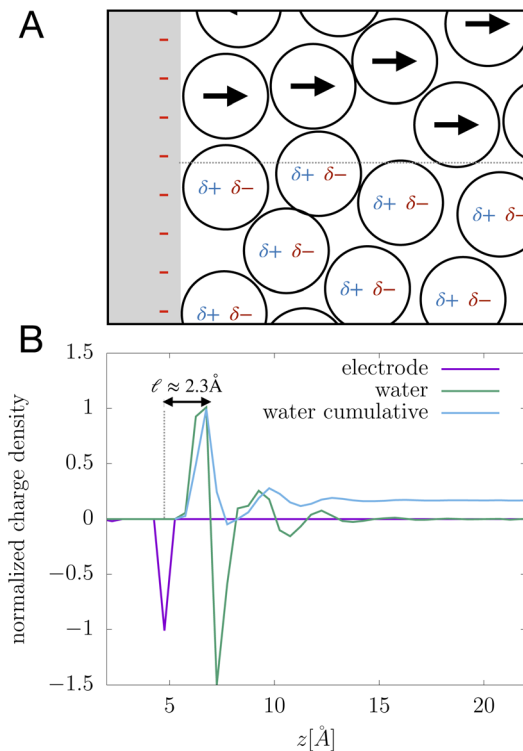 A
δ+ δ− δ+ δ−
δ+ δ− δ+ δ−
δ+ δ− δ+ δ−
δ+ δ− δ+ δ−
B
ℓ ≈ 2.3Å
electrode
water
water cumulative
normalized charge density
1.5
1
0.5
0
−0.5
−1
−1.5
5 10 15 20
z[Å]